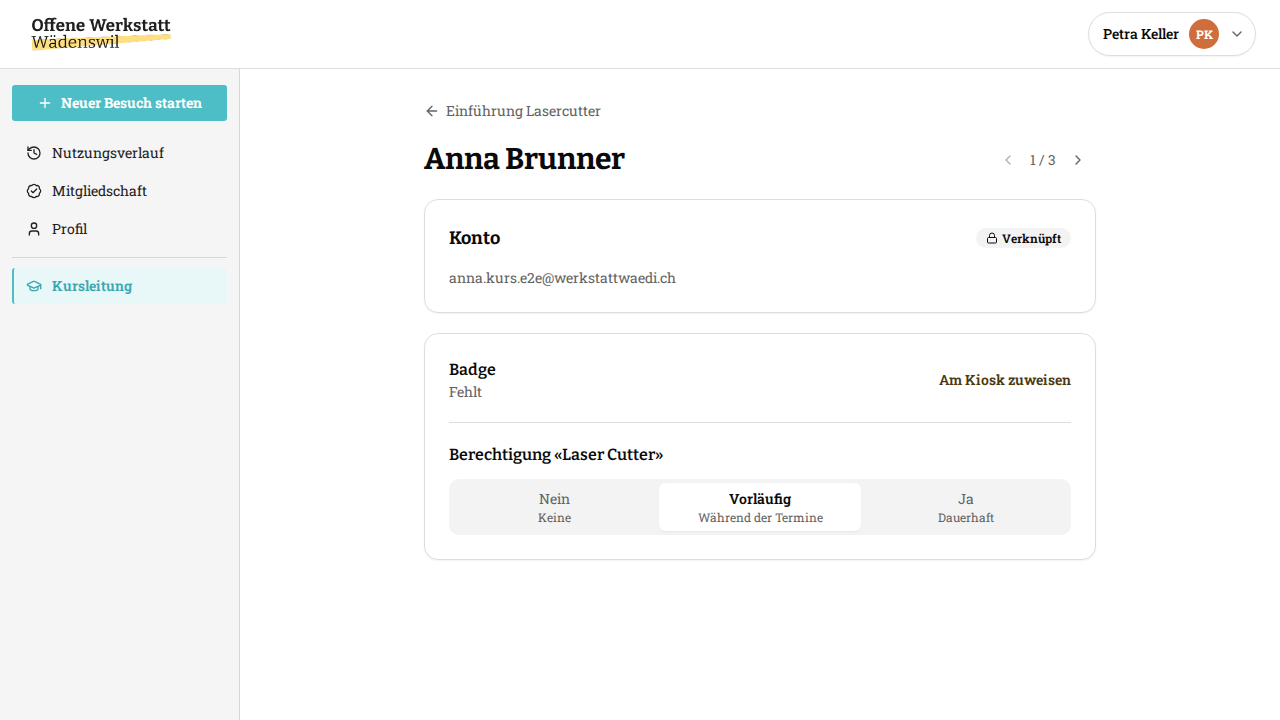 Offene Werkstatt
Wädenswil
Petra Keller PK
Neuer Besuch starten
Nutzungsverlauf
Mitgliedschaft
Profil
Kursleitung
Einführung Lasercutter
Anna Brunner
1 / 3
Konto
Verknüpft
anna.kurs.e2e@werkstattwaedi.ch
Badge
Fehlt
Am Kiosk zuweisen
Berechtigung «Laser Cutter»
Nein
Keine
Vorläufig
Während der Termine
Ja
Dauerhaft